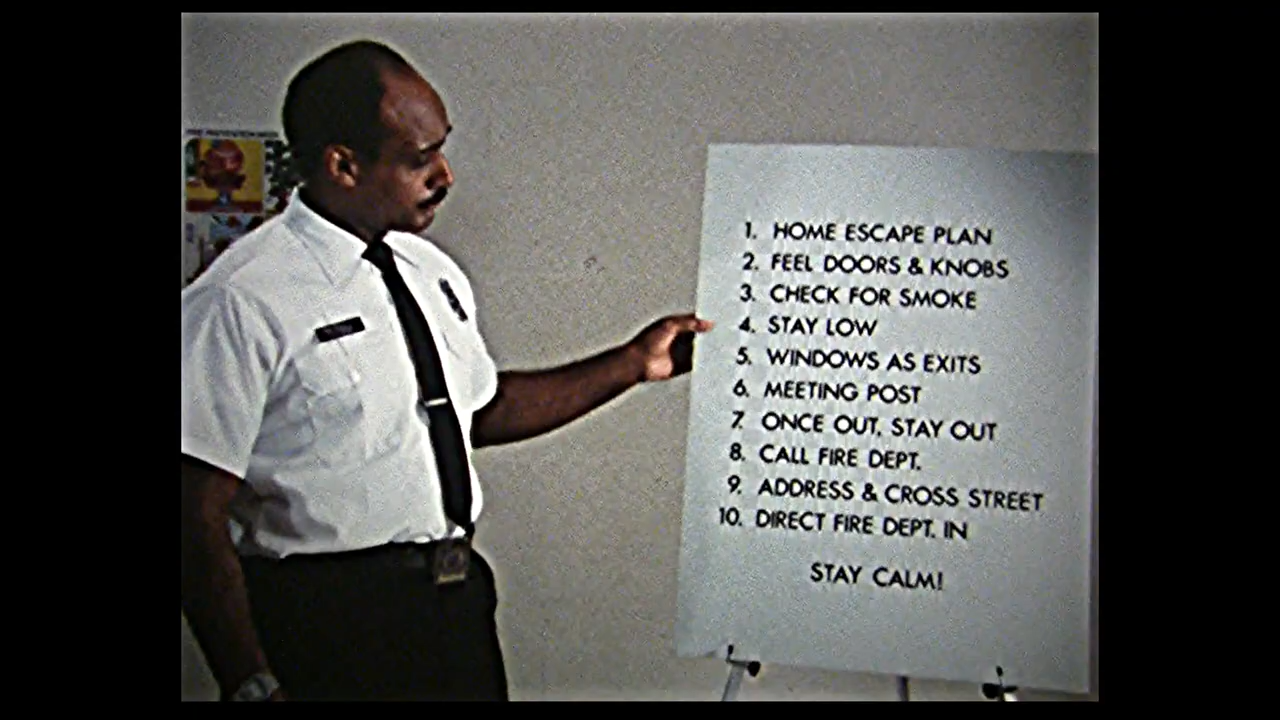 1. HOME ESCAPE PLAN
2. FEEL DOORS & KNOBS
3. CHECK FOR SMOKE
4. STAY LOW
5. WINDOWS AS EXITS
6. MEETING POST
7. ONCE OUT, STAY OUT
8. CALL FIRE DEPT.
9. ADDRESS & CROSS STREET
10. DIRECT FIRE DEPT. IN
STAY CALM!